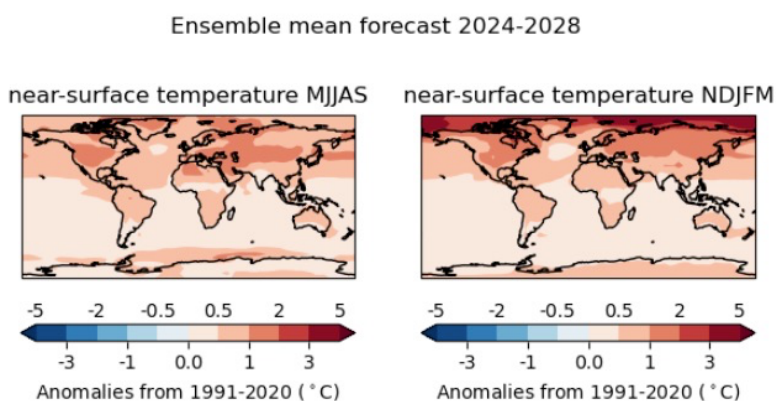 Ensemble mean forecast 2024-2028
near-surface temperature MJJAS
near-surface temperature NDJFM
-5 -2 -0.5 0.5 2 5
-3 -1 0.0 1 3
Anomalies from 1991-2020 (°C)
-5 -2 -0.5 0.5 2 5
-3 -1 0.0 1 3
Anomalies from 1991-2020 (°C)